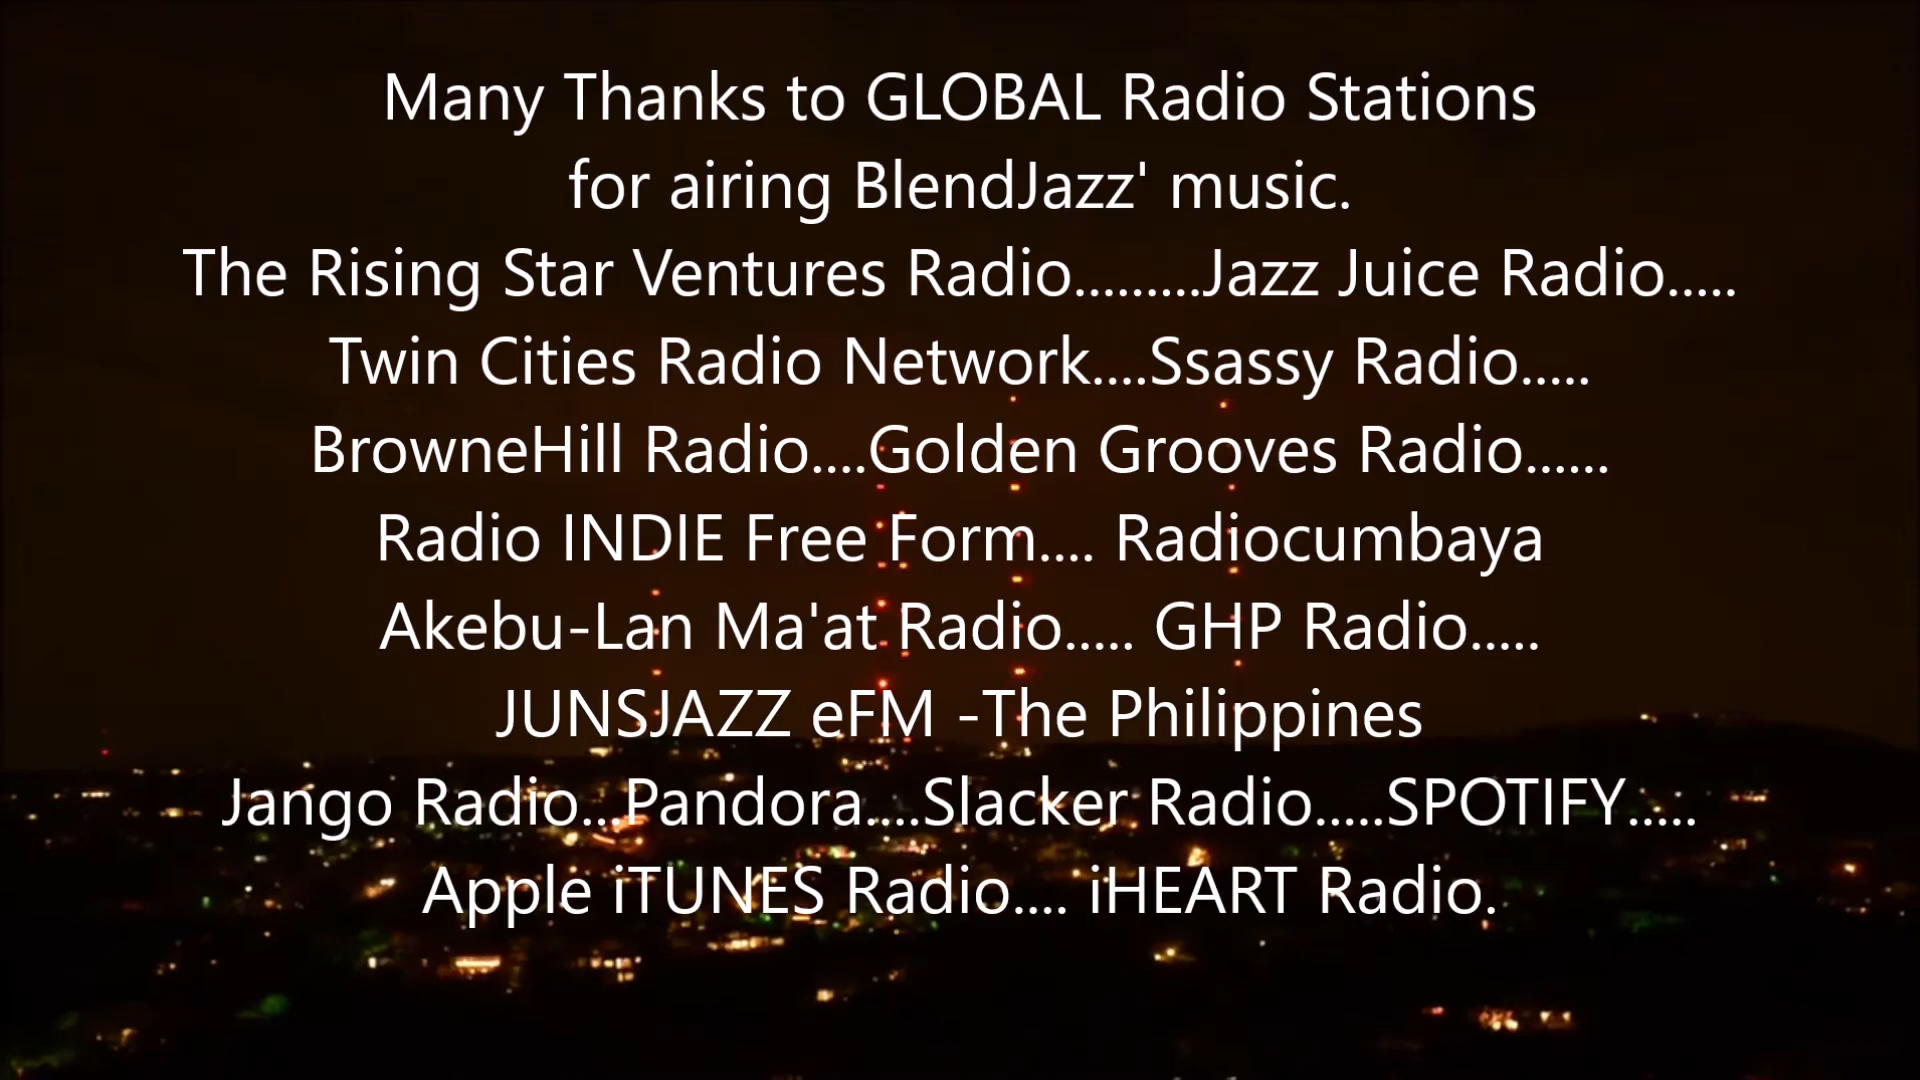 Many Thanks to GLOBAL Radio Stations
for airing BlendJazz' music.
The Rising Star Ventures Radio.........Jazz Juice Radio.....
Twin Cities Radio Network....Ssassy Radio.....
BrowneHill Radio....Golden Grooves Radio......
Radio INDIE Free Form.... Radiocumbaya
Akebu-Lan Ma'at Radio..... GHP Radio.....
JUNSJAZZ eFM -The Philippines
Jango Radio...Pandora....Slacker Radio.....SPOTIFY.....
Apple iTUNES Radio.... iHEART Radio.